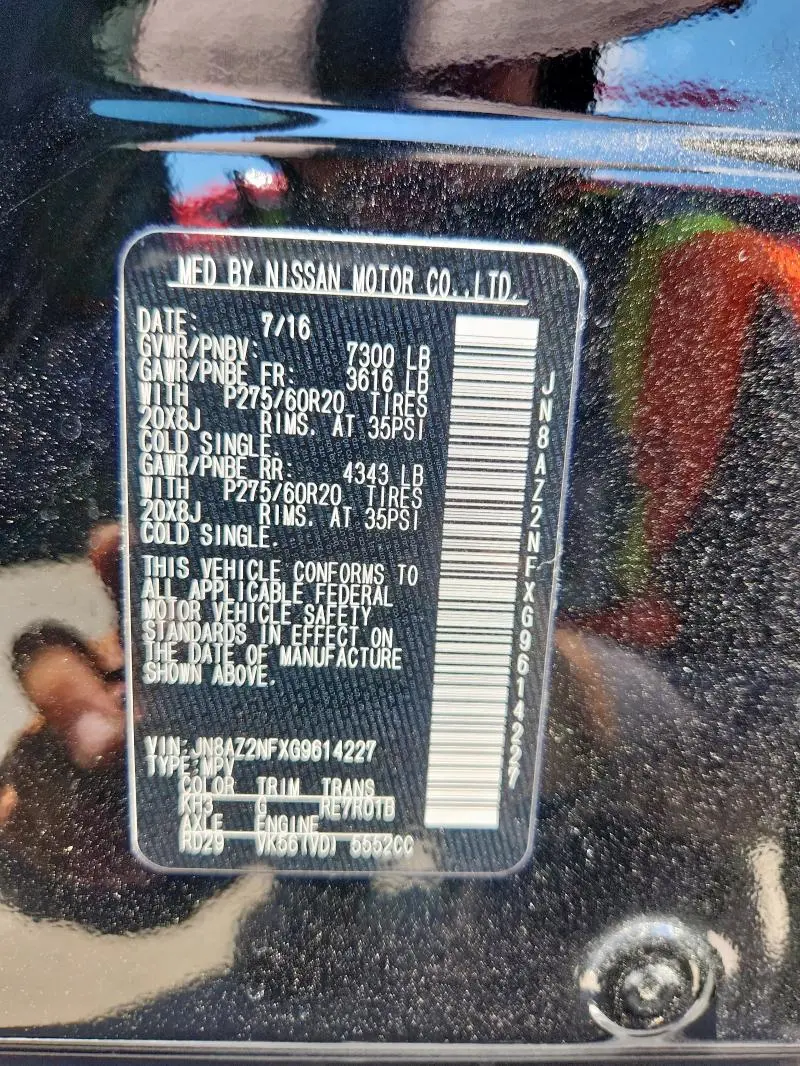 MFD BY NISSAN MOTOR CO.,LTD.
DATE: 7/16
GVWR/PNBV: 7300 LB
GAWR/PNBE FR: 3616 LB
WITH P275/60R20 TIRES
20X8J RIMS. AT 35PSI
COLD SINGLE.
GAWR/PNBE RR: 4343 LB
WITH P275/60R20 TIRES
20X8J RIMS. AT 35PSI
COLD SINGLE.
THIS VEHICLE CONFORMS TO
ALL APPLICABLE FEDERAL
MOTOR VEHICLE SAFETY
STANDARDS IN EFFECT ON
THE DATE OF MANUFACTURE
SHOWN ABOVE.
VIN:JN8AZ2NFXG9614227
TYPE:MPV
COLOR TRIM TRANS
KH3 G RE7R01B
AXLE ENGINE
RD29 VK56(VD) 5552CC
JN8AZ2NFXG9614227